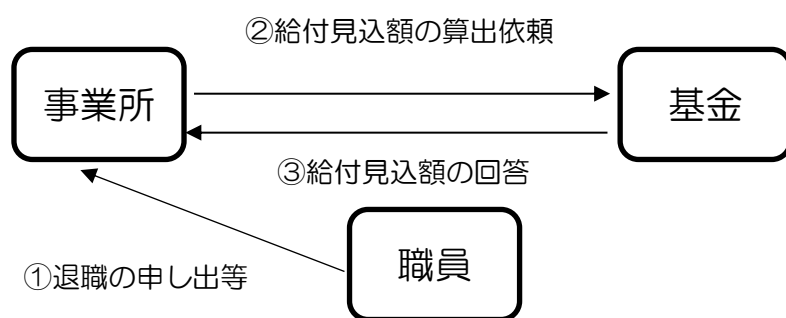 ②給付見込額の算出依頼
事業所
基金
③給付見込額の回答
職員
①退職の申し出等